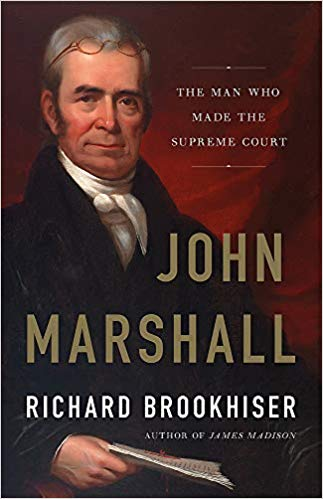 THE MAN WHO
MADE THE
SUPREME COURT
JOHN
MARSHALL
RICHARD BROOKHISER
AUTHOR OF JAMES MADISON